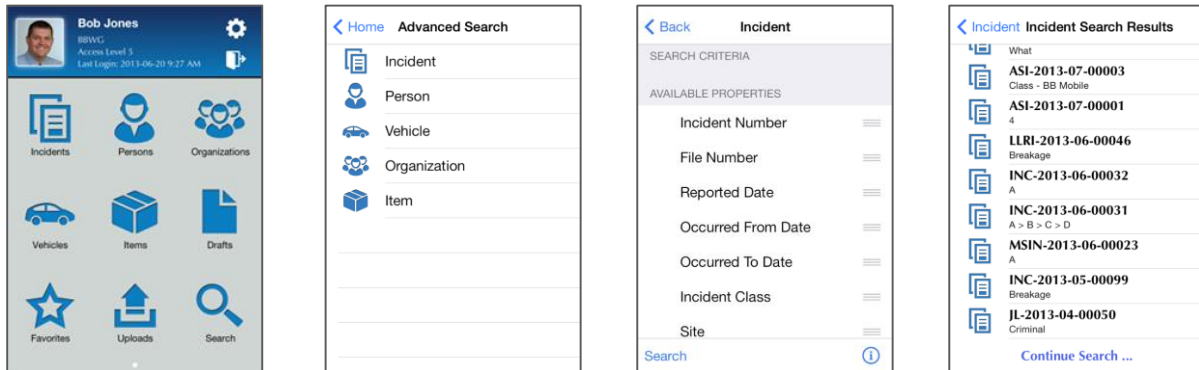 Bob Jones
BBWG
Access Level 5
Last Login: 2013-06-20 9:27 AM
Incidents
Persons
Organizations
Vehicles
Items
Drafts
Favorites
Uploads
Search
Home Advanced Search
Incident
Person
Vehicle
Organization
Item
Back Incident
SEARCH CRITERIA
AVAILABLE PROPERTIES
Incident Number
File Number
Reported Date
Occurred From Date
Occurred To Date
Incident Class
Site
Search
Incident Incident Search Results
What
ASI-2013-07-00003
Class - BB Mobile
ASI-2013-07-00001
4
LLRI-2013-06-00046
Breakage
INC-2013-06-00032
A
INC-2013-06-00031
A > B > C > D
MSIN-2013-06-00023
A
INC-2013-05-00099
Breakage
JL-2013-04-00050
Criminal
Continue Search ...